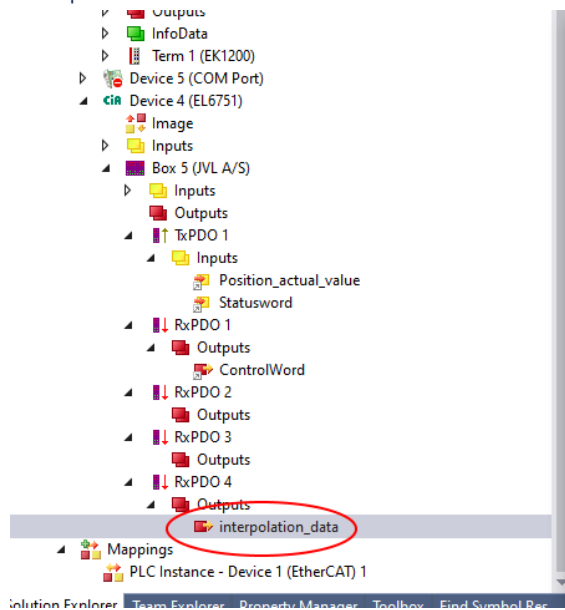 Outputs
InfoData
Term 1 (EK1200)
Device 5 (COM Port)
CiA Device 4 (EL6751)
Image
Inputs
Box 5 (JVL A/S)
Inputs
Outputs
TxPDO 1
Inputs
Position_actual_value
Statusword
RxPDO 1
Outputs
ControlWord
RxPDO 2
Outputs
RxPDO 3
Outputs
RxPDO 4
Outputs
interpolation_data
Mappings
PLC Instance - Device 1 (EtherCAT) 1
Solution Explorer Team Explorer Property Manager Toolbox Find Symbol Res